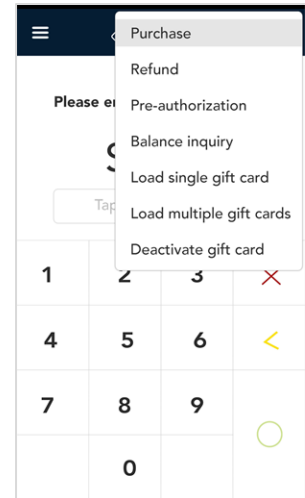 Purchase
Refund
Pre-authorization
Balance inquiry
Load single gift card
Load multiple gift cards
Deactivate gift card
Please
Tap
1 2 3
4 5 6
7 8 9
0